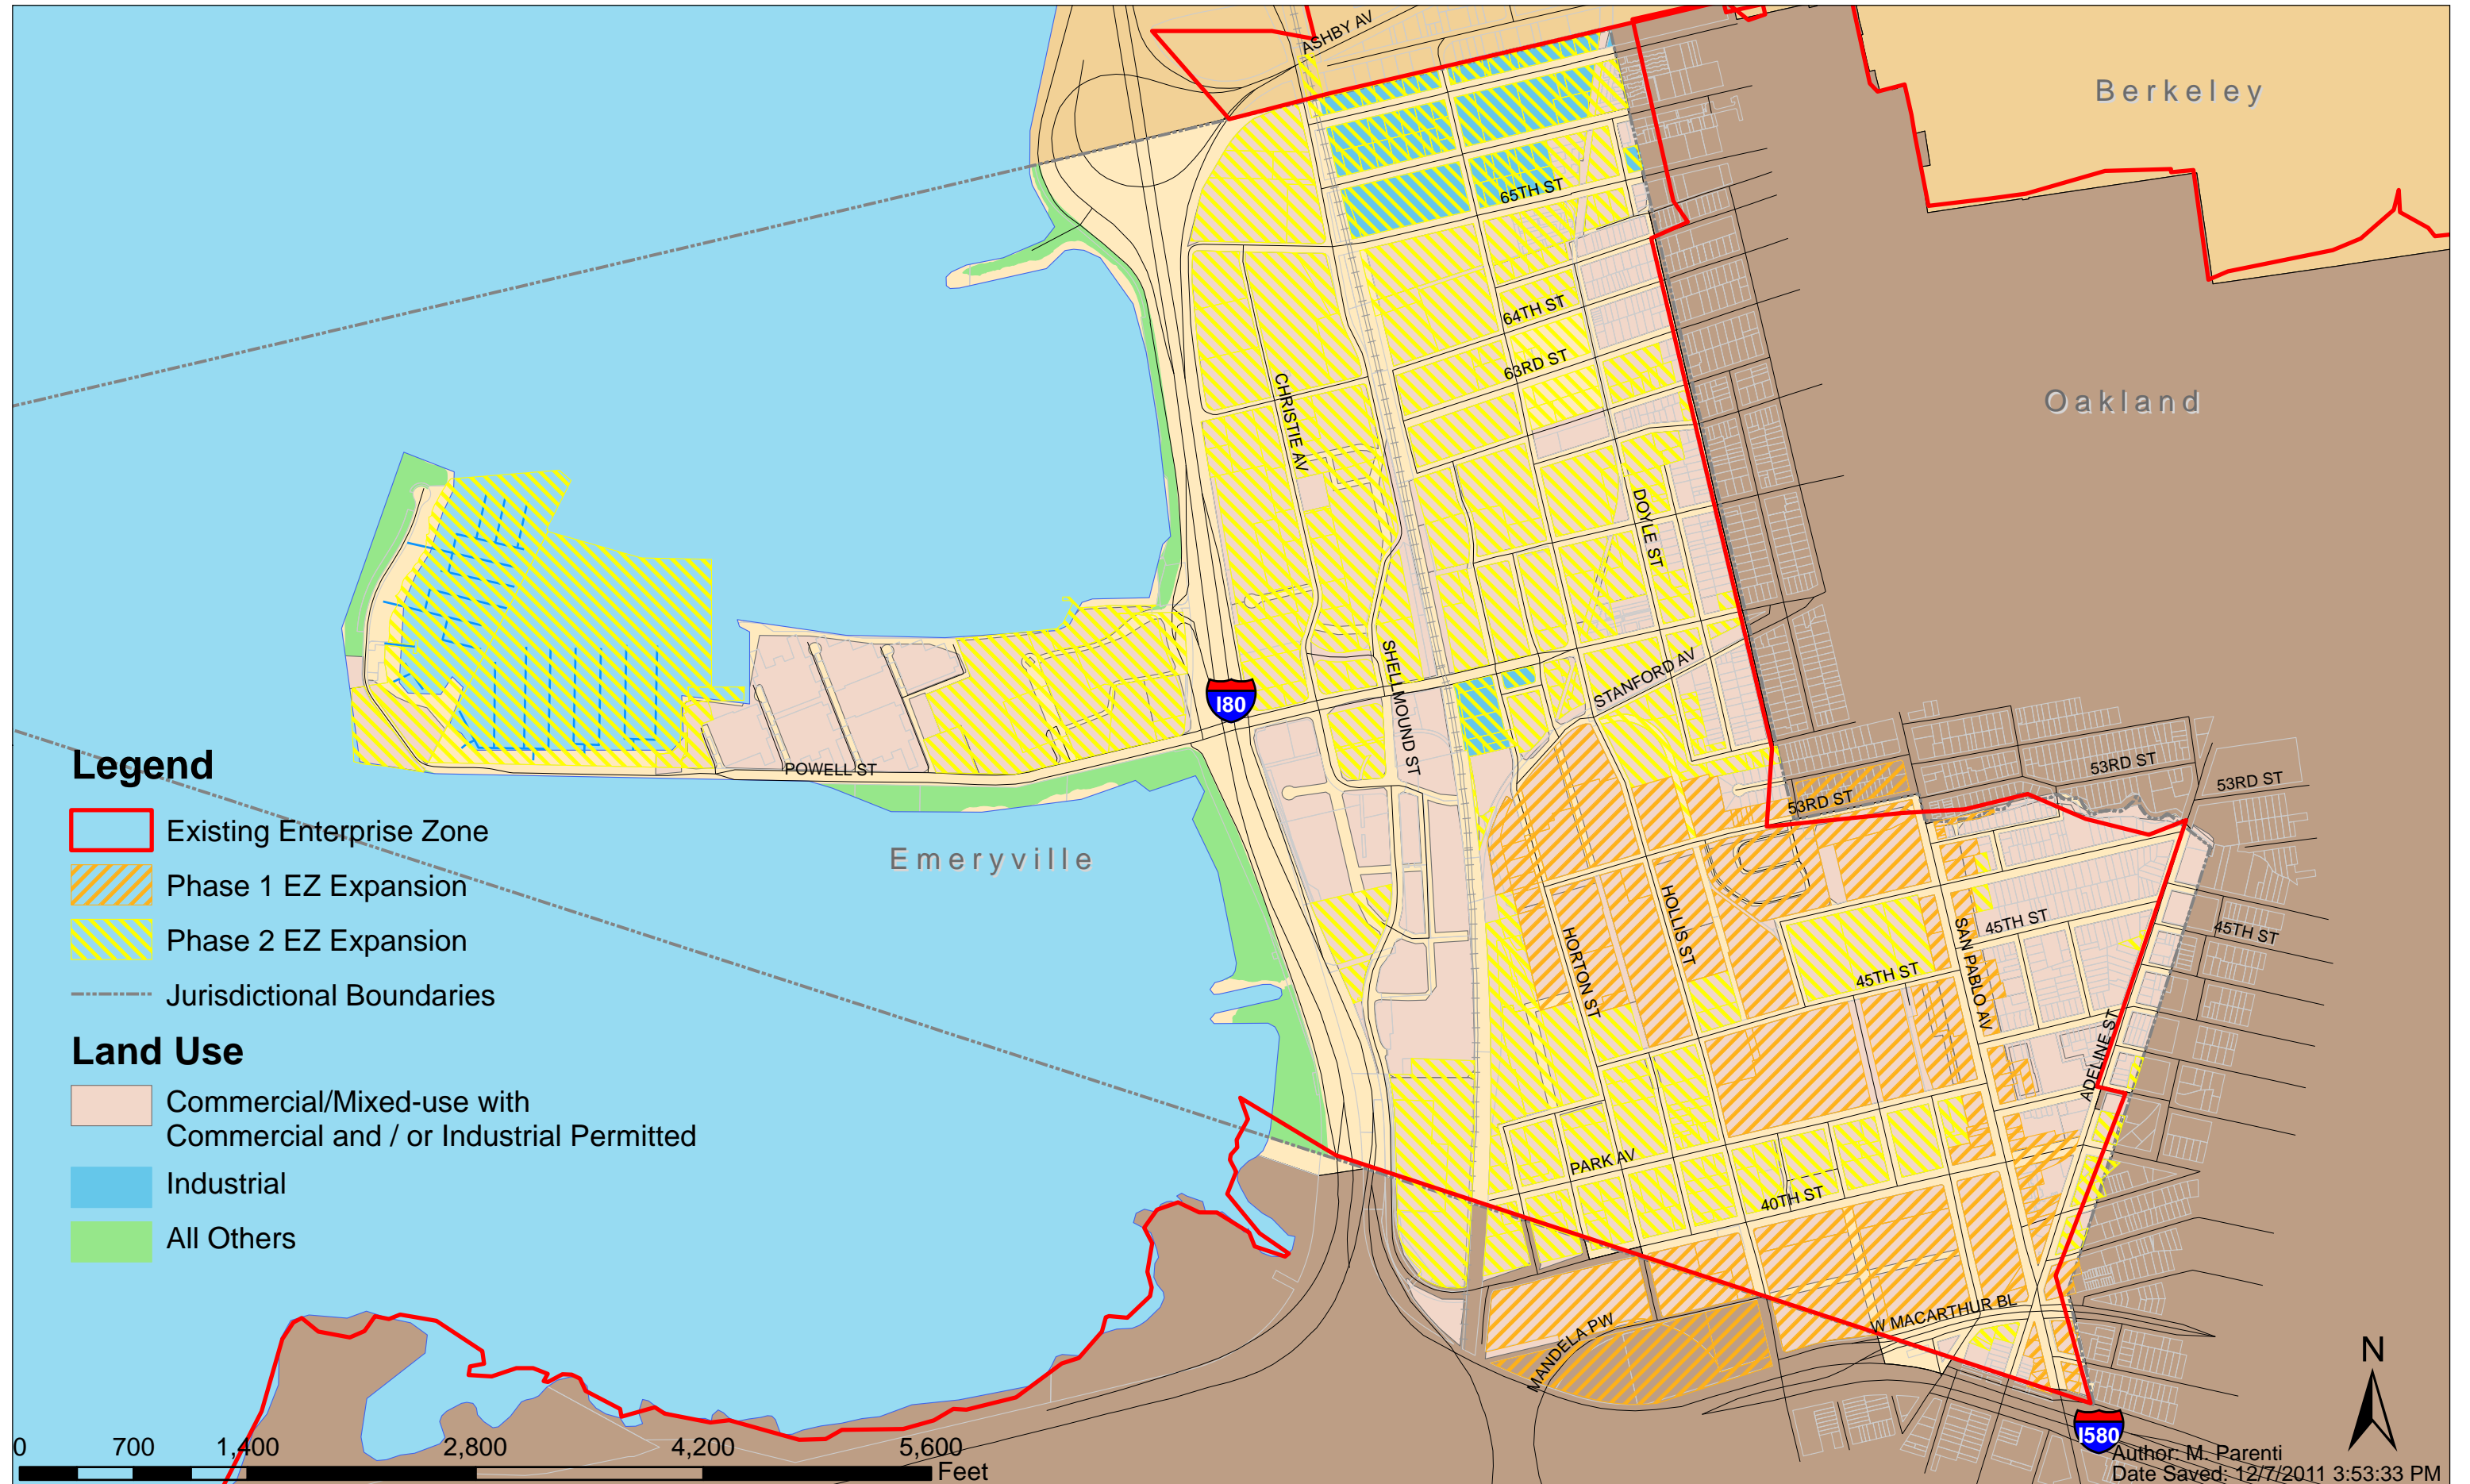 ASHBY AV
Berkeley
65TH ST
64TH ST
63RD ST
CHRISTIE AV
Oakland
DOYLE ST
STANFORD AV
SHELLMOUND ST
I80
POWELL ST
53RD ST
53RD ST
53RD ST
Emeryville
HORTON ST
HOLLIS ST
SAN PABLO AV
45TH ST
45TH ST
45TH ST
ADELINE ST
PARK AV
40TH ST
W MACARTHUR BL
MANDELA PW
I580
Legend
Existing Enterprise Zone
Phase 1 EZ Expansion
Phase 2 EZ Expansion
Jurisdictional Boundaries
Land Use
Commercial/Mixed-use with
Commercial and / or Industrial Permitted
Industrial
All Others
0 700 1,400 2,800 4,200 5,600
Feet
N
Author: M. Parenti
Date Saved: 12/7/2011 3:53:33 PM